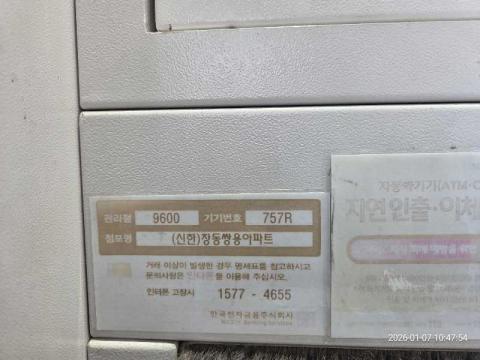 관리점 9600 기기번호 757R
점포명 (신한)장동쌍용아파트
거래 이상이 발생한 경우 명세표를 참고하시고
문의사항은 인터폰을 이용해 주십시오.
인터폰 고장시 1577 - 4655
한국전자금융주식회사
자동화기기(ATM·C
지연 인출·이체
2026-01-07 10:47:54